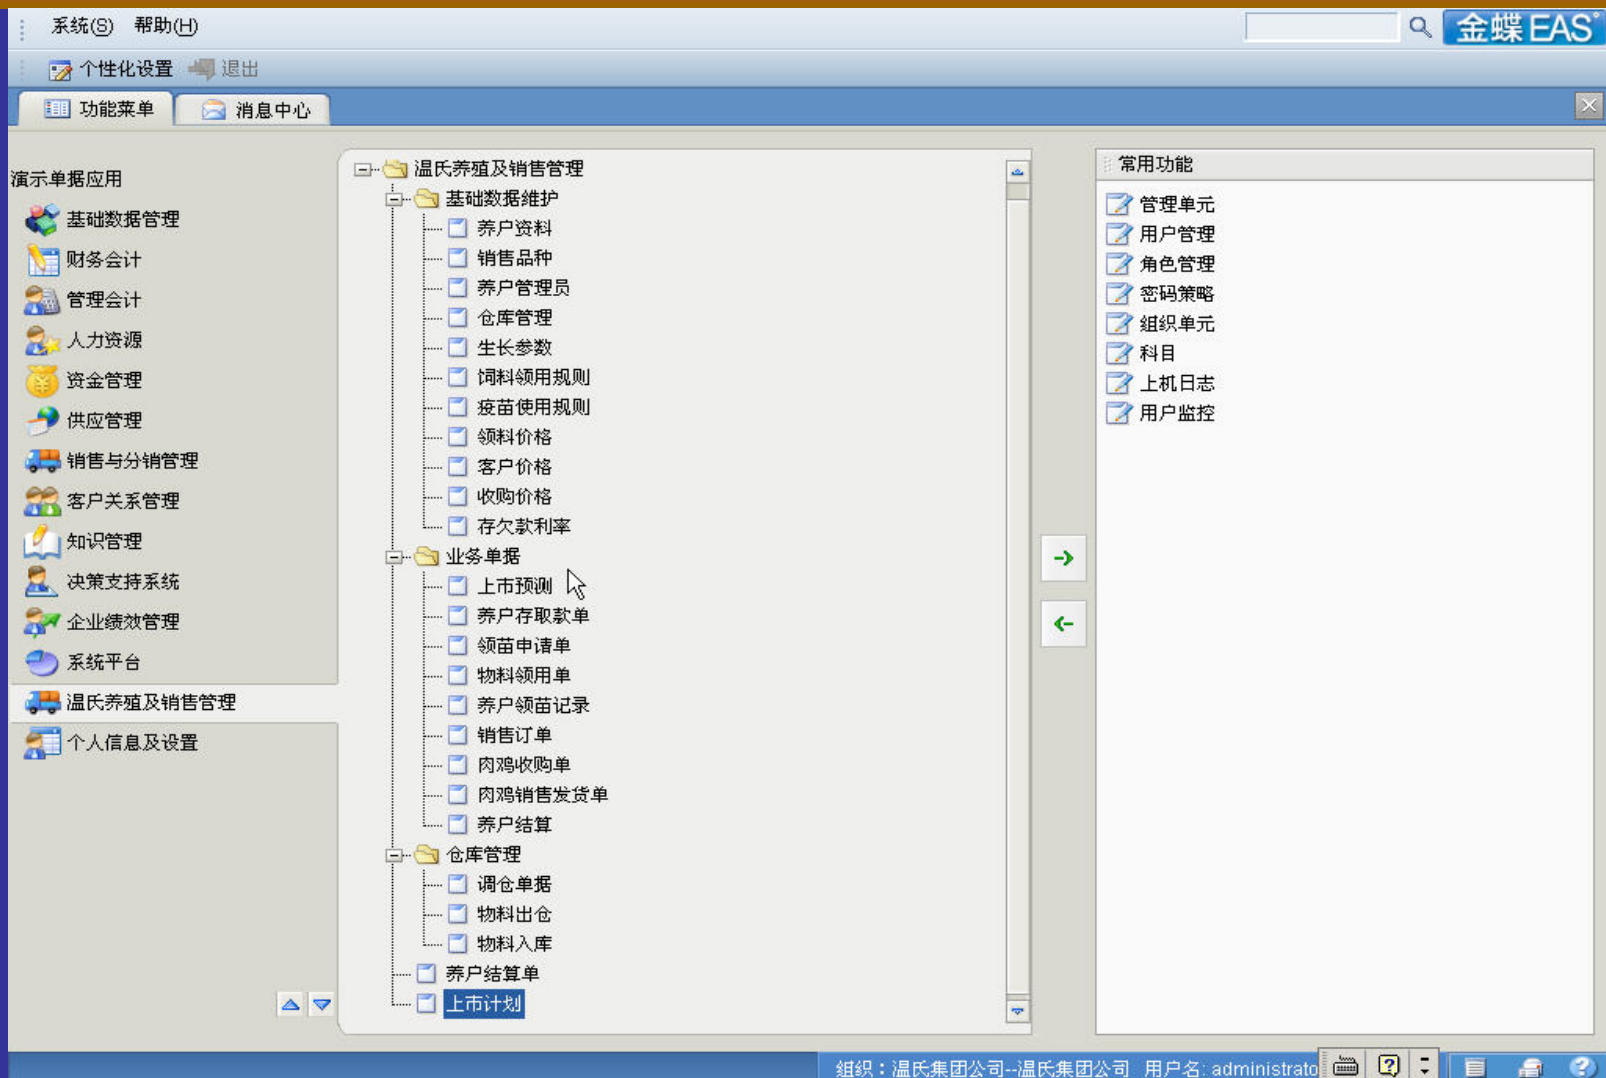 系统(S) 帮助(H)
金蝶 EAS
个性化设置 退出
功能菜单 消息中心
演示单据应用
基础数据管理
财务会计
管理会计
人力资源
资金管理
供应管理
销售与分销管理
客户关系管理
知识管理
决策支持系统
企业绩效管理
系统平台
温氏养殖及销售管理
个人信息及设置
温氏养殖及销售管理
基础数据维护
养户资料
销售品种
养户管理员
仓库管理
生长参数
饲料领用规则
疫苗使用规则
领料价格
客户价格
收购价格
存欠款利率
业务单据
上市预测
养户存取款单
领苗申请单
物料领用单
养户领苗记录
销售订单
肉鸡收购单
肉鸡销售发货单
养户结算
仓库管理
调仓单据
物料出仓
物料入库
养户结算单
上市计划
常用功能
管理单元
用户管理
角色管理
密码策略
组织单元
科目
上机日志
用户监控
组织：温氏集团公司--温氏集团公司 用户名: administrato